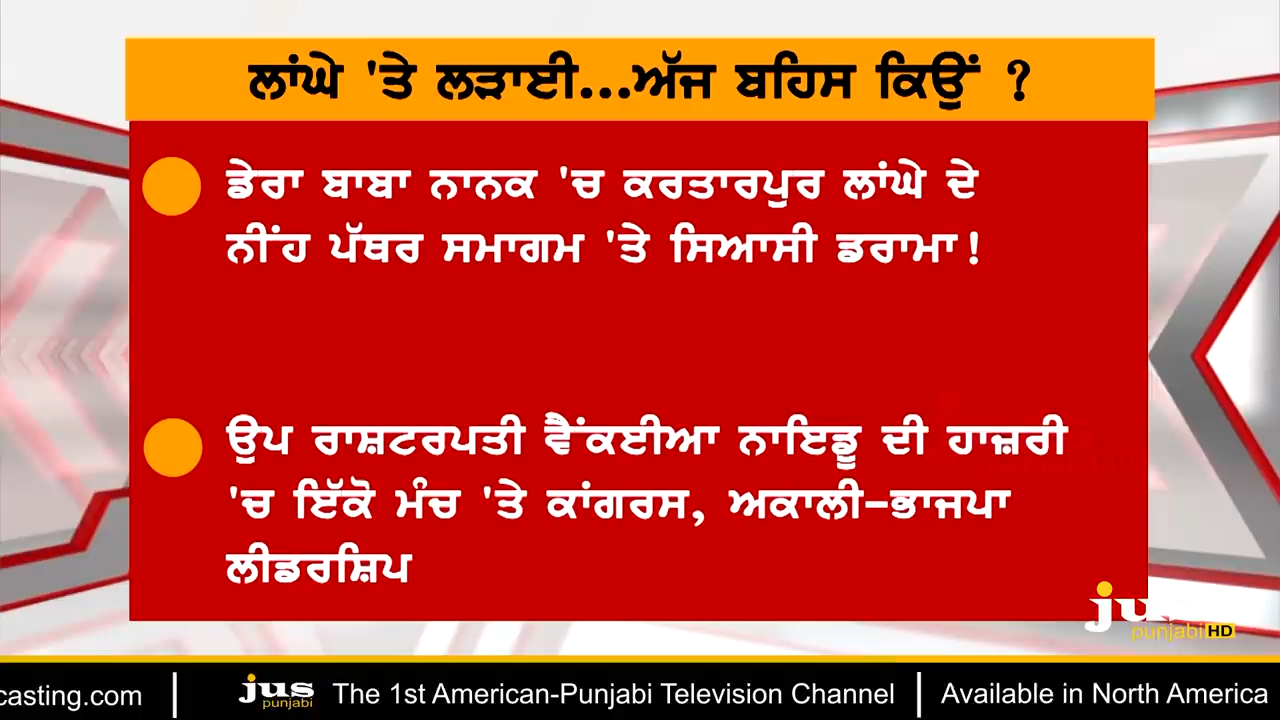 ਲਾਂਘੇ 'ਤੇ ਲੜਾਈ...ਅੱਜ ਬਹਿਸ ਕਿਉਂ ?
ਡੇਰਾ ਬਾਬਾ ਨਾਨਕ 'ਚ ਕਰਤਾਰਪੁਰ ਲਾਂਘੇ ਦੇ
ਨੀਂਹ ਪੱਥਰ ਸਮਾਗਮ 'ਤੇ ਸਿਆਸੀ ਡਰਾਮਾ!
ਉਪ ਰਾਸ਼ਟਰਪਤੀ ਵੈਂਕਈਆ ਨਾਇਡੂ ਦੀ ਹਾਜ਼ਰੀ
'ਚ ਇੱਕੋ ਮੰਚ 'ਤੇ ਕਾਂਗਰਸ, ਅਕਾਲੀ-ਭਾਜਪਾ
ਲੀਡਰਸ਼ਿਪ
ju
punjabi HD
casting.com | jus punjabi The 1st American-Punjabi Television Channel | Available in North America